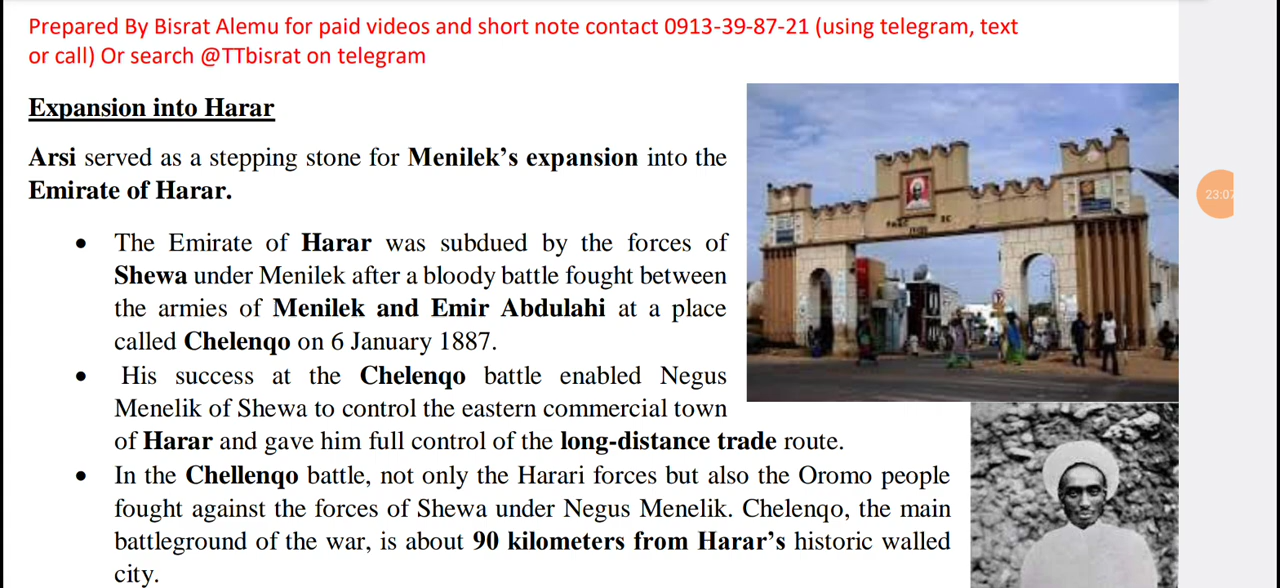 Prepared By Bisrat Alemu for paid videos and short note contact 0913-39-87-21 (using telegram, text
or call) Or search @TTbisrat on telegram
Expansion into Harar
Arsi served as a stepping stone for Menilek’s expansion into the
Emirate of Harar.
• The Emirate of Harar was subdued by the forces of
Shewa under Menilek after a bloody battle fought between
the armies of Menilek and Emir Abdulahi at a place
called Chelenqo on 6 January 1887.
• His success at the Chelenqo battle enabled Negus
Menelik of Shewa to control the eastern commercial town
of Harar and gave him full control of the long-distance trade route.
• In the Chellenqo battle, not only the Harari forces but also the Oromo people
fought against the forces of Shewa under Negus Menelik. Chelenqo, the main
battleground of the war, is about 90 kilometers from Harar’s historic walled
city.